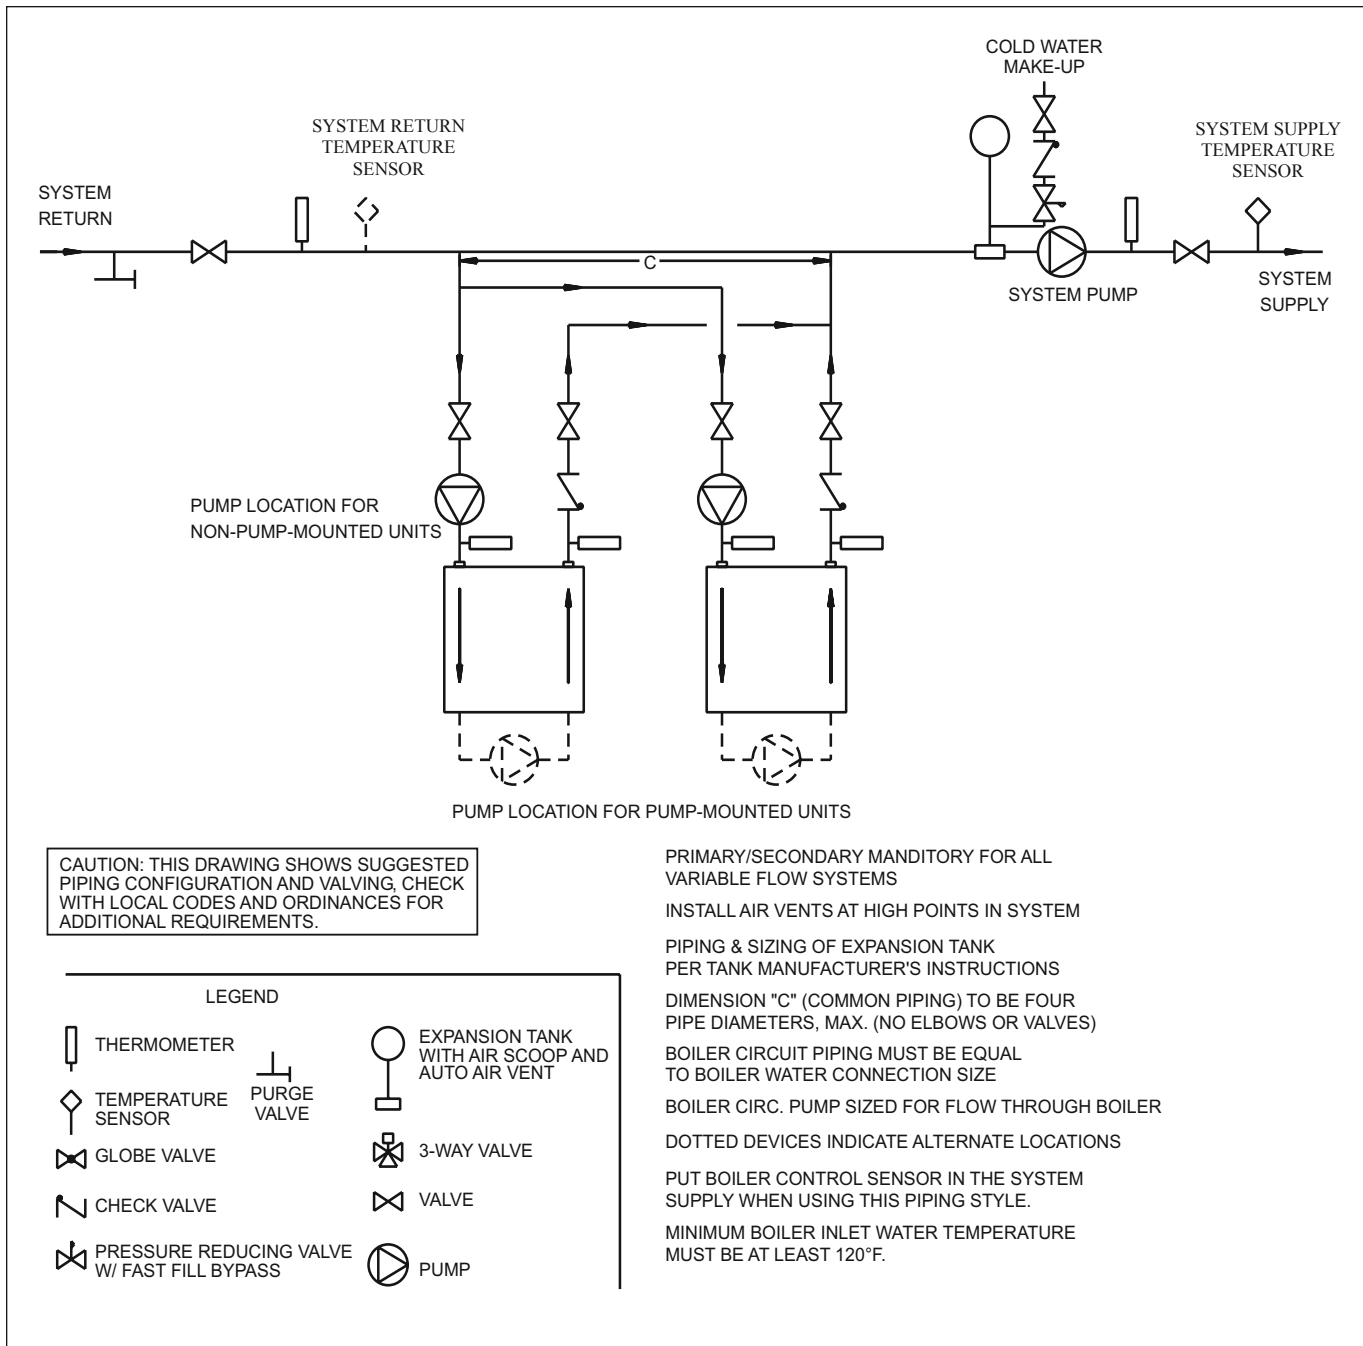 COLD WATER
MAKE-UP
SYSTEM RETURN
TEMPERATURE
SENSOR
SYSTEM SUPPLY
TEMPERATURE
SENSOR
SYSTEM
RETURN
C
SYSTEM PUMP
SYSTEM
SUPPLY
PUMP LOCATION FOR
NON-PUMP-MOUNTED UNITS
PUMP LOCATION FOR PUMP-MOUNTED UNITS
CAUTION: THIS DRAWING SHOWS SUGGESTED
PIPING CONFIGURATION AND VALVING, CHECK
WITH LOCAL CODES AND ORDINANCES FOR
ADDITIONAL REQUIREMENTS.
LEGEND
THERMOMETER
TEMPERATURE
SENSOR
PURGE
VALVE
GLOBE VALVE
CHECK VALVE
PRESSURE REDUCING VALVE
W/ FAST FILL BYPASS
EXPANSION TANK
WITH AIR SCOOP AND
AUTO AIR VENT
3-WAY VALVE
VALVE
PUMP
PRIMARY/SECONDARY MANDITORY FOR ALL
VARIABLE FLOW SYSTEMS
INSTALL AIR VENTS AT HIGH POINTS IN SYSTEM
PIPING & SIZING OF EXPANSION TANK
PER TANK MANUFACTURER'S INSTRUCTIONS
DIMENSION "C" (COMMON PIPING) TO BE FOUR
PIPE DIAMETERS, MAX. (NO ELBOWS OR VALVES)
BOILER CIRCUIT PIPING MUST BE EQUAL
TO BOILER WATER CONNECTION SIZE
BOILER CIRC. PUMP SIZED FOR FLOW THROUGH BOILER
DOTTED DEVICES INDICATE ALTERNATE LOCATIONS
PUT BOILER CONTROL SENSOR IN THE SYSTEM
SUPPLY WHEN USING THIS PIPING STYLE.
MINIMUM BOILER INLET WATER TEMPERATURE
MUST BE AT LEAST 120°F.